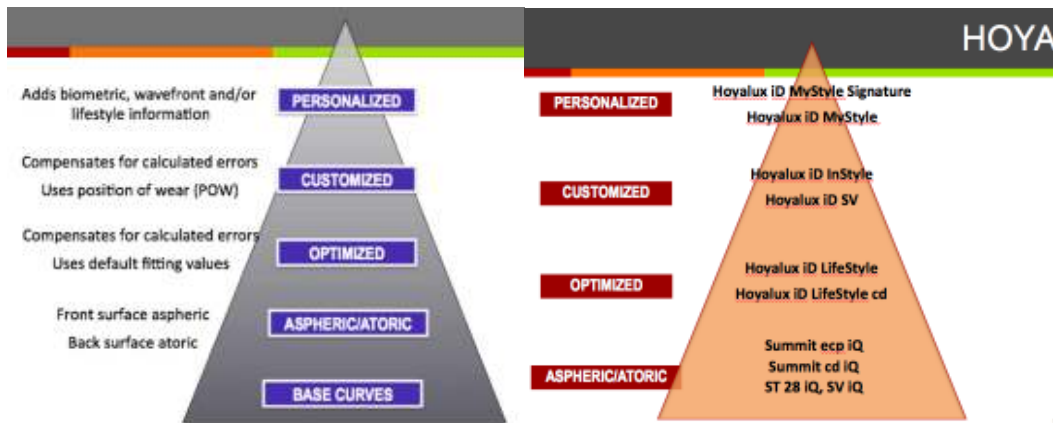 Adds biometric, wavefront and/or
lifestyle information
PERSONALIZED
Compensates for calculated errors
Uses position of wear (POW)
CUSTOMIZED
Compensates for calculated errors
Uses default fitting values
OPTIMIZED
Front surface aspheric
Back surface atoric
ASPHERIC/ATORIC
BASE CURVES
HOYA
PERSONALIZED
Hoyalux iD MyStyle Signature
Hoyalux iD MyStyle
CUSTOMIZED
Hoyalux iD InStyle
Hoyalux iD SV
OPTIMIZED
Hoyalux iD LifeStyle
Hoyalux iD LifeStyle cd
ASPHERIC/ATORIC
Summit ecp iQ
Summit cd iQ
ST 28 iQ, SV iQ